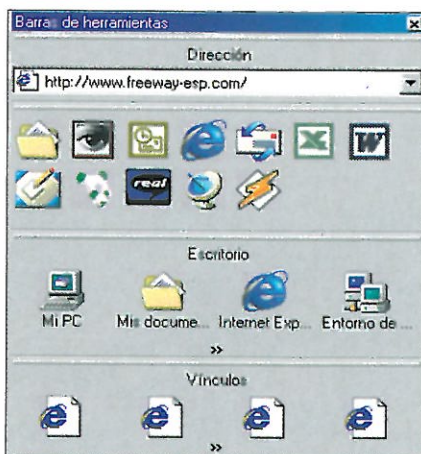 Barras de herramientas
Dirección
http://www.freeway-esp.com/
real
Escritorio
Mi PC
Mis docume...
Internet Exp...
Entorno de ...
»
Vínculos
»